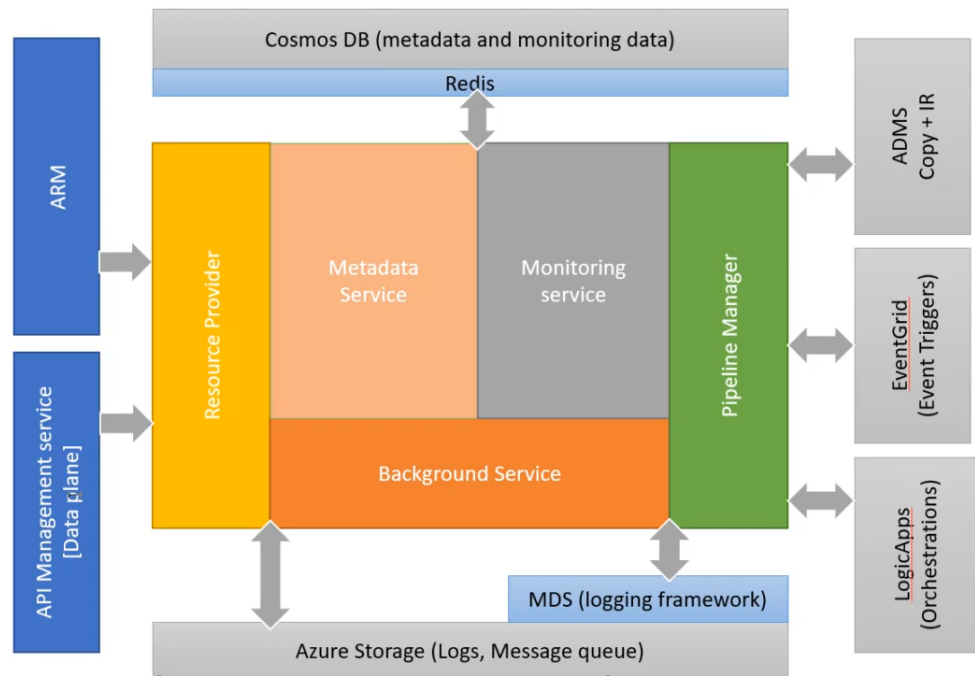 Cosmos DB (metadata and monitoring data)
Redis
ARM
API Management service
[Data plane]
Resource Provider
Metadata
Service
Monitoring
service
Pipeline Manager
Background Service
ADMS
Copy + IR
EventGrid
(Event Triggers)
LogicApps
(Orchestrations)
MDS (logging framework)
Azure Storage (Logs, Message queue)